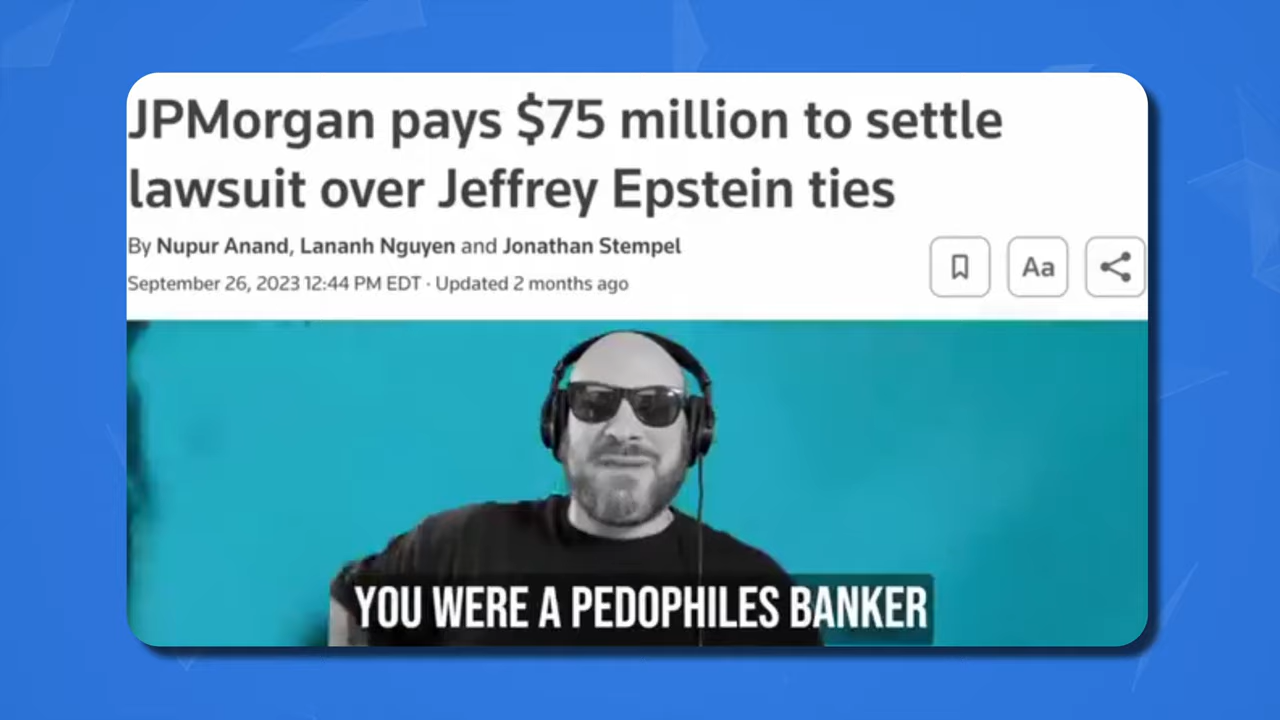 JPMorgan pays $75 million to settle
lawsuit over Jeffrey Epstein ties
By Nupur Anand, Lananh Nguyen and Jonathan Stempel
September 26, 2023 12:44 PM EDT · Updated 2 months ago
Aa
YOU WERE A PEDOPHILES BANKER